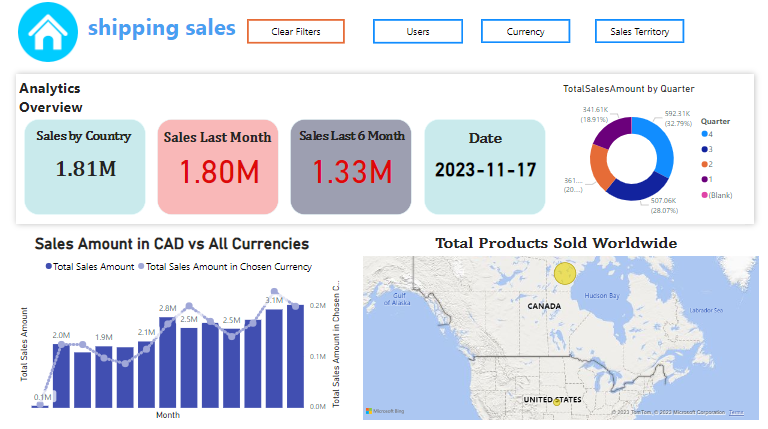 shipping sales
Clear Filters
Users
Currency
Sales Territory
Analytics
Overview
Sales by Country
1.81M
Sales Last Month
1.80M
Sales Last 6 Month
1.33M
Date
2023-11-17
TotalSalesAmount by Quarter
341.61K
(18.91%)
592.31K
(32.79%)
361....
(20....)
507.06K
(28.07%)
Quarter
4
3
2
1
(Blank)
Sales Amount in CAD vs All Currencies
Total Sales Amount
Total Sales Amount in Chosen Currency
Total Sales Amount
0.1M
2.0M
1.9M
2.1M
2.8M
2.5M
2.5M
3.1M
0.2M
0.1M
0.0M
Total Sales Amount in Chosen C...
Month
Total Products Sold Worldwide
Gulf
of Alaska
CANADA
Hudson Bay
Labrador Sea
UNITED STATES
Microsoft Bing
© 2023 TomTom, © 2023 Microsoft Corporation
Terms